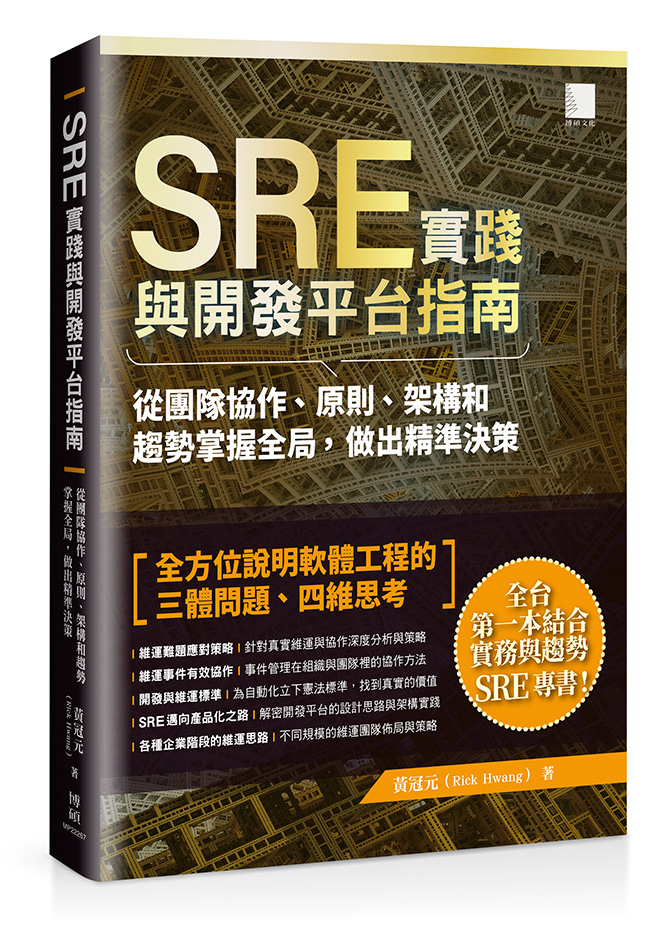 SRE 實踐
與開發平台指南
從團隊協作、原則、架構和
趨勢掌握全局，做出精準決策
全方位說明軟體工程的
三體問題、四維思考
維運難題應對策略 | 針對真實維運與協作深度分析與策略
維運事件有效協作 | 事件管理在組織與團隊裡的協作方法
開發與維運標準 | 為自動化立下憲法標準，找到真實的價值
SRE 邁向產品化之路 | 解密開發平台的設計思路與架構實踐
各種企業階段的維運思路 | 不同規模的維運團隊佈局與策略
全台
第一本結合
實務與趨勢
SRE 專書！
黃冠元（Rick Hwang）著
博碩文化
SRE 實踐與開發平台指南
從團隊協作、原則、架構和趨勢
掌握全局，做出精準決策
黃冠元
（Rick Hwang）
著
博碩
MP22267